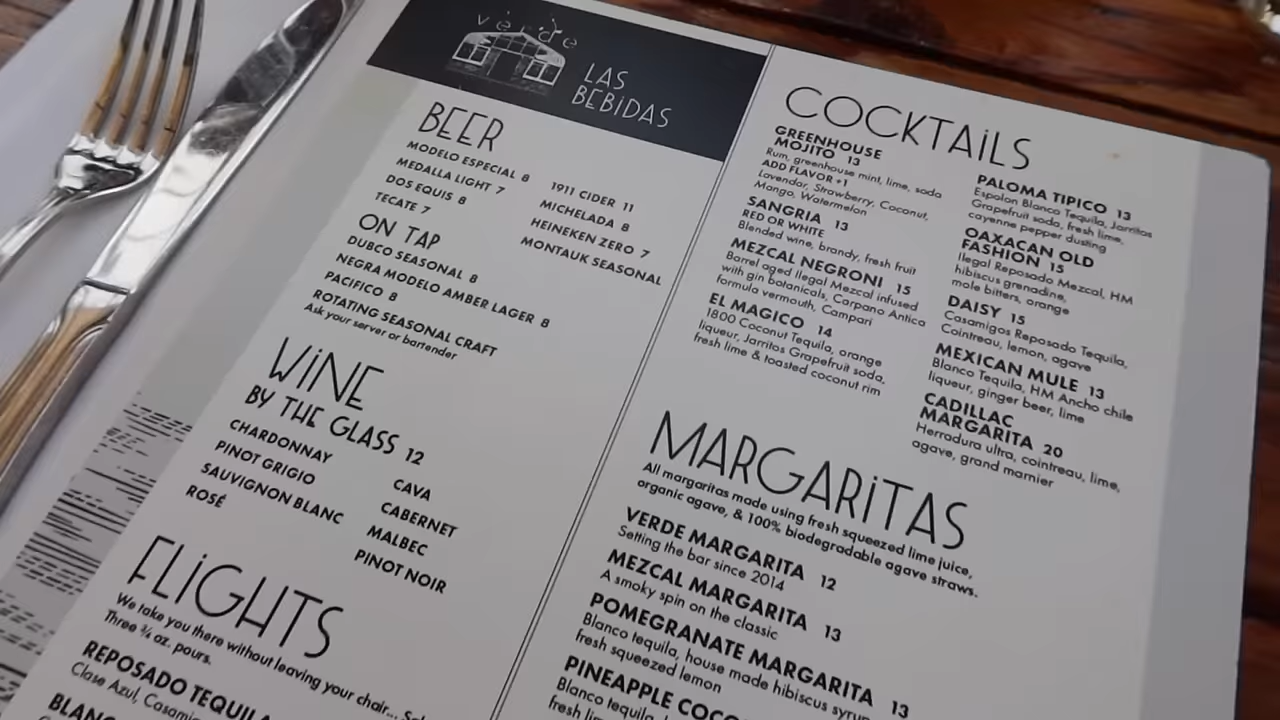 verde
LAS
BEBIDAS
BEER
MODELO ESPECIAL 8
MEDALLA LIGHT 7
DOS EQUIS 8
TECATE 7
1911 CIDER 11
MICHELADA 8
HEINEKEN ZERO 7
MONTAUK SEASONAL
ON TAP
DUBCO SEASONAL 8
NEGRA MODELO AMBER LAGER 8
PACIFICO 8
ROTATING SEASONAL CRAFT
Ask your server or bartender
WINE
BY THE GLASS 12
CHARDONNAY
PINOT GRIGIO
SAUVIGNON BLANC
ROSÉ
CAVA
CABERNET
MALBEC
PINOT NOIR
FLIGHTS
We take you there without leaving your chair...
Three ¾ oz. pours.
REPOSADO TEQUILA
Clase Azul,
COCKTAILS
GREENHOUSE
MOJITO 13
Rum, greenhouse mint, lime, soda
ADD FLAVOR +1
Lavendar, Strawberry, Coconut,
Mango, Watermelon
SANGRIA 13
RED OR WHITE
Blended wine, brandy, fresh fruit
MEZCAL NEGRONI 15
Barrel aged Ilegal Mezcal infused
with gin botanicals, Carpano Antica
formula vermouth, Campari
EL MAGICO 14
1800 Coconut Tequila, orange
liqueur, Jarritos Grapefruit soda,
fresh lime & toasted coconut rim
PALOMA TIPICO 13
Espolon Blanco Tequila, Jarritos
Grapefruit soda, fresh lime,
cayenne pepper dusting
OAXACAN OLD
FASHION 15
Ilegal Reposado Mezcal, HM
hibiscus grenadine,
mole bitters, orange
DAISY 15
Casamigos Reposado Tequila,
Cointreau, lemon, agave
MEXICAN MULE 13
Blanco Tequila, HM Ancho chile
liqueur, ginger beer, lime
CADILLAC
MARGARITA 20
Herradura ultra, cointreau, lime,
agave, grand marnier
MARGARITAS
All margaritas made using fresh squeezed lime juice,
organic agave, & 100% biodegradable agave straws.
VERDE MARGARITA 12
Setting the bar since 2014
MEZCAL MARGARITA 13
A smoky spin on the classic
POMEGRANATE MARGARITA 13
Blanco tequila, house made hibiscus syrup
fresh squeezed lemon
PINEAPPLE
Blanco tequila,